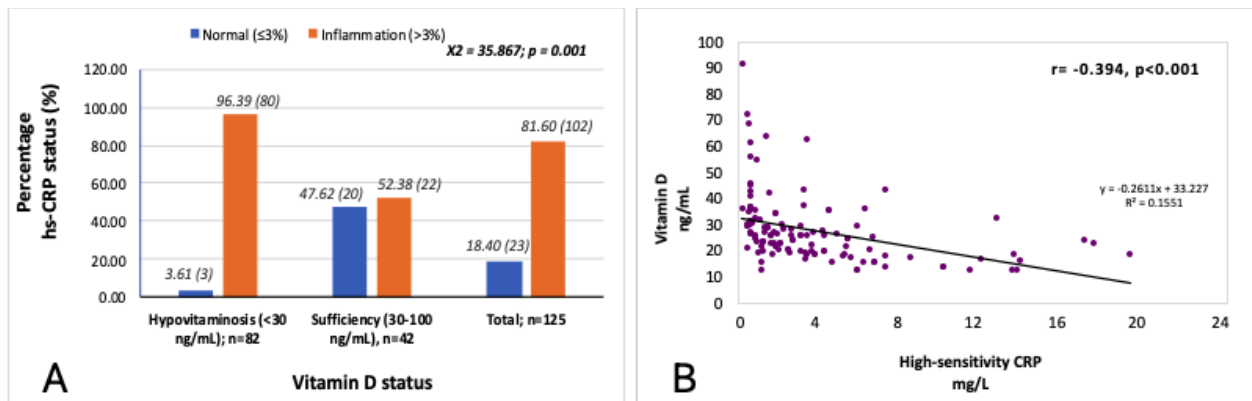 Normal (≤3%) Inflammation (>3%)
X2 = 35.867; p = 0.001
Percentage
hs-CRP status (%)
120.00
100.00
80.00
60.00
40.00
20.00
0.00
3.61 (3)
96.39 (80)
47.62 (20)
52.38 (22)
18.40 (23)
81.60 (102)
Hypovitaminosis (<30
ng/mL); n=82
Sufficiency (30-100
ng/mL), n=42
Total; n=125
A
Vitamin D status
r= -0.394, p<0.001
Vitamin D
ng/mL
100
90
80
70
60
50
40
30
20
10
0
y = -0.2611x + 33.227
R² = 0.1551
0 4 8 12 16 20 24
High-sensitivity CRP
mg/L
B